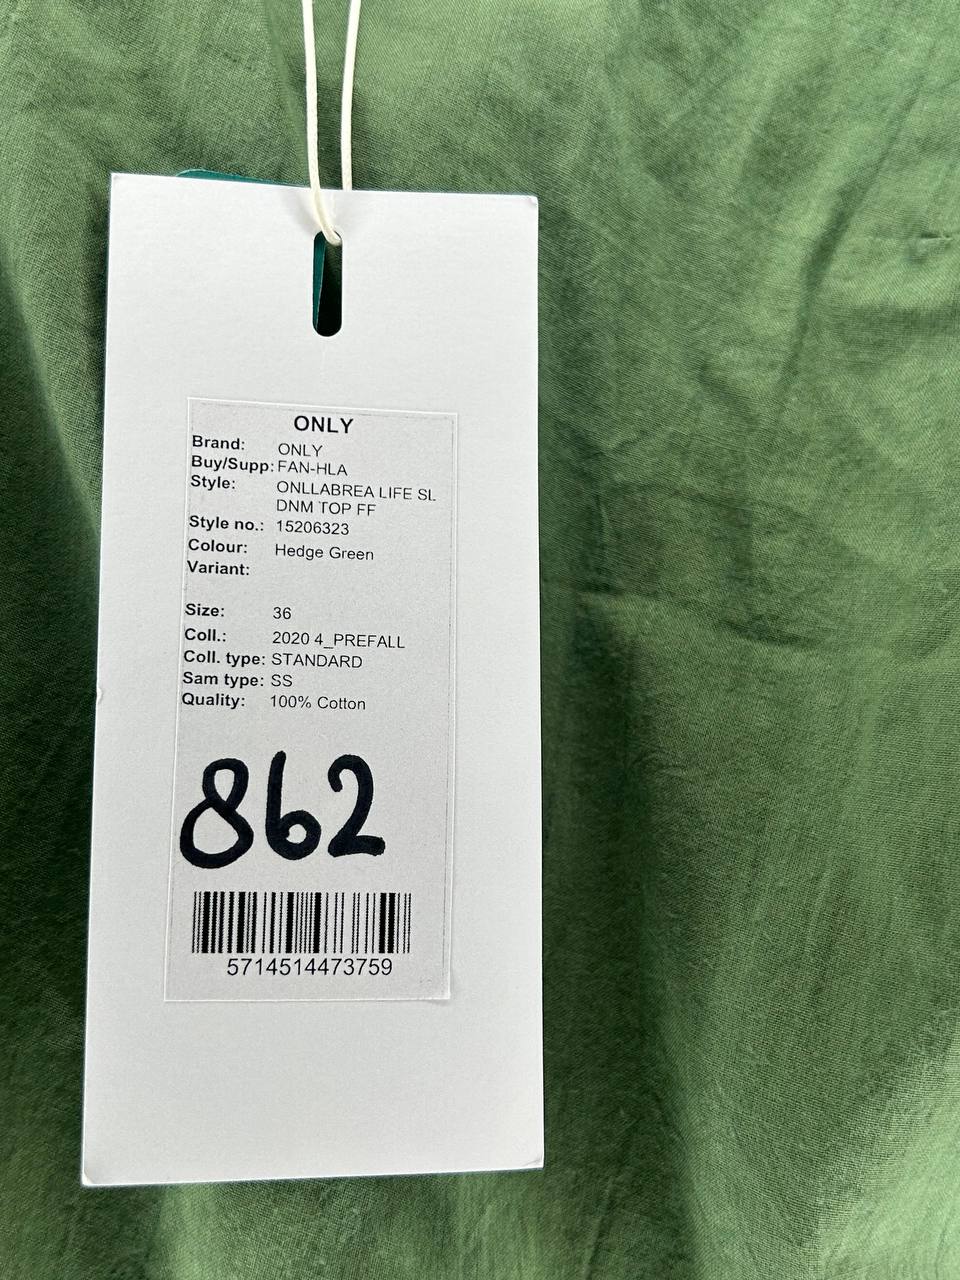 ONLY
Brand: ONLY
Buy/Supp: FAN-HLA
Style: ONLLABREA LIFE SL
DNM TOP FF
Style no.: 15206323
Colour: Hedge Green
Variant:
Size: 36
Coll.: 2020 4_PREFALL
Coll. type: STANDARD
Sam type: SS
Quality: 100% Cotton
862
5714514473759